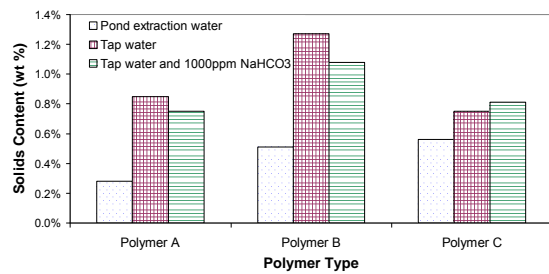 1.4%
1.2%
1.0%
0.8%
0.6%
0.4%
0.2%
0.0%
Solids Content (wt %)
Pond extraction water
Tap water
Tap water and 1000ppm NaHCO3
Polymer A Polymer B Polymer C
Polymer Type